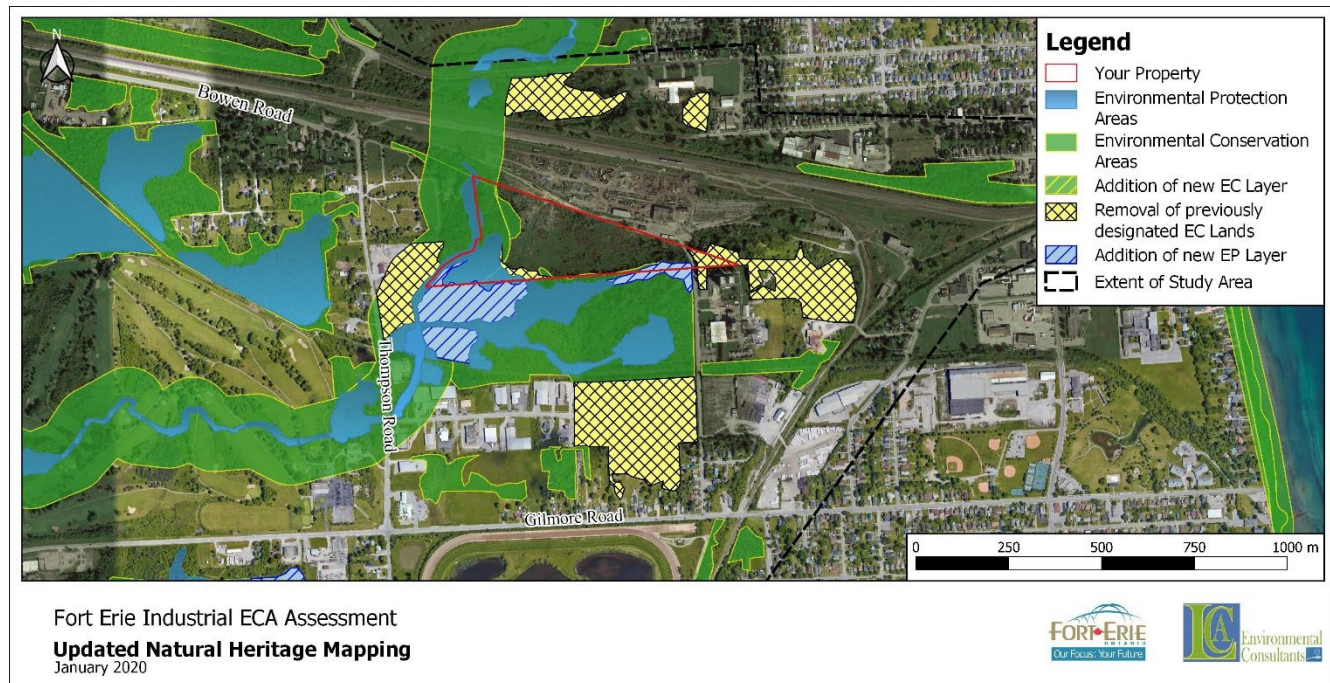 N
Bowen Road
Thompson Road
Gilmore Road
Legend
Your Property
Environmental Protection
Areas
Environmental Conservation
Areas
Addition of new EC Layer
Removal of previously
designated EC Lands
Addition of new EP Layer
Extent of Study Area
0 250 500 750 1000 m
Fort Erie Industrial ECA Assessment
Updated Natural Heritage Mapping
January 2020
FORT ERIE
ONTARIO
Our Focus: Your Future
LCA
Environmental
Consultants